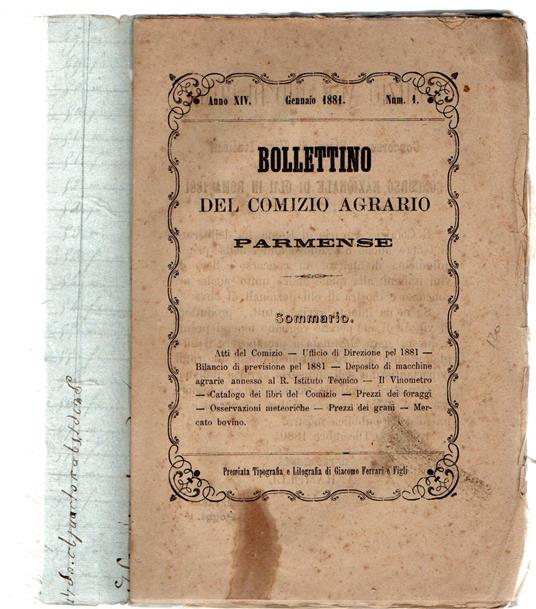 Anno XIV. Gennaio 1881. Num. 1.
BOLLETTINO
DEL COMIZIO AGRARIO
PARMENSE
Sommario.
Atti del Comizio — Ufficio di Direzione pel 1881 —
Bilancio di previsione pel 1881 — Deposito di macchine
agrarie annesso al R. Istituto Tecnico — Il Vinometro
— Catalogo dei libri del Comizio — Prezzi dei foraggi
— Osservazioni meteoriche — Prezzi dei grani — Mer-
cato bovino.
Premiata Tipografia e Litografia di Giacomo Ferrari e Figli